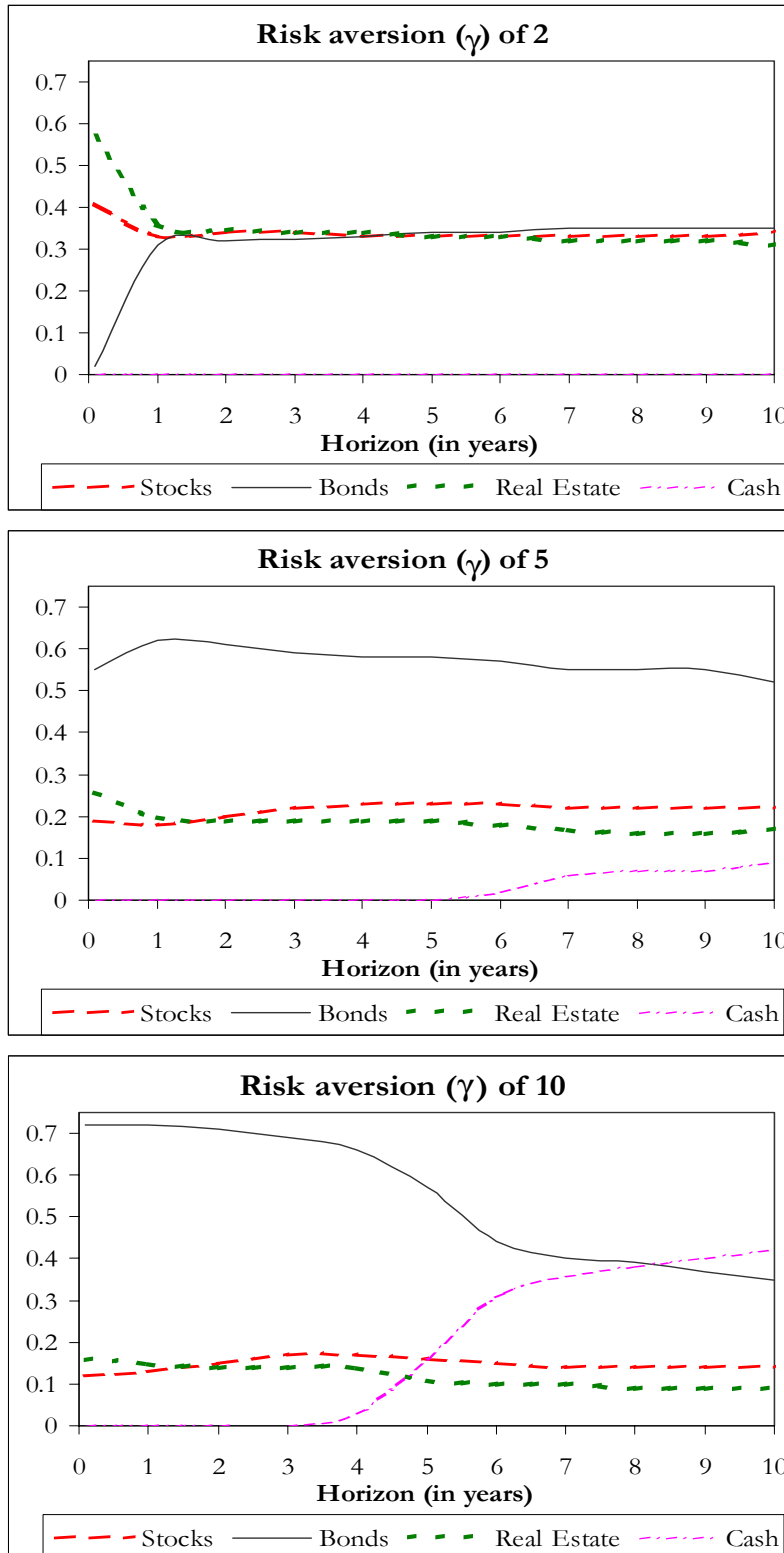 Risk aversion (γ) of 2
0.7
0.6
0.5
0.4
0.3
0.2
0.1
0
0 1 2 3 4 5 6 7 8 9 10
Horizon (in years)
Stocks Bonds Real Estate Cash
Risk aversion (γ) of 5
0.7
0.6
0.5
0.4
0.3
0.2
0.1
0
0 1 2 3 4 5 6 7 8 9 10
Horizon (in years)
Stocks Bonds Real Estate Cash
Risk aversion (γ) of 10
0.7
0.6
0.5
0.4
0.3
0.2
0.1
0
0 1 2 3 4 5 6 7 8 9 10
Horizon (in years)
Stocks Bonds Real Estate Cash